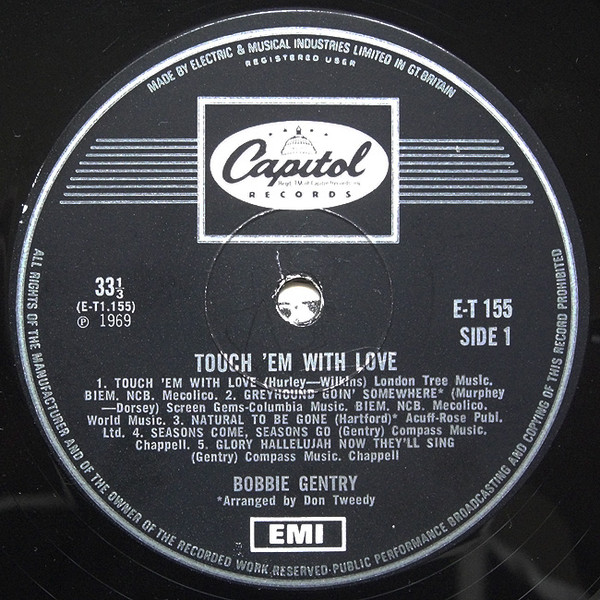 MADE BY ELECTRIC & MUSICAL INDUSTRIES LIMITED IN GT. BRITAIN
REGISTERED USER
Capitol
Regd. T.M. of Capitol Records, Inc.
RECORDS
33⅓
(E-T1.155)
℗ 1969
E-T 155
SIDE 1
TOUCH 'EM WITH LOVE
1. TOUCH 'EM WITH LOVE (Hurley—Wilkins) London Tree Music.
BIEM. NCB. Mecolico. 2. GREYHOUND GOIN' SOMEWHERE* (Murphey
—Dorsey) Screen Gems-Columbia Music. BIEM. NCB. Mecolico.
World Music. 3. NATURAL TO BE GONE (Hartford)* Acuff-Rose Publ.
Ltd. 4. SEASONS COME, SEASONS GO (Gentry) Compass Music.
Chappell. 5. GLORY HALLELUJAH NOW THEY'LL SING
(Gentry) Compass Music. Chappell
BOBBIE GENTRY
*Arranged by Don Tweedy
EMI
ALL RIGHTS OF THE MANUFACTURER AND OF THE OWNER OF THE RECORDED WORK RESERVED·PUBLIC PERFORMANCE BROADCASTING AND COPYING OF THIS RECORD PROHIBITED